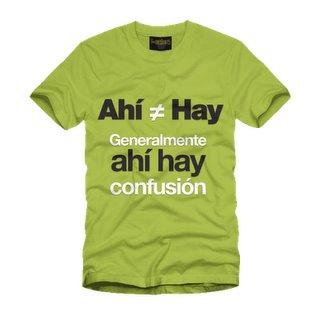 Ahí ≠ Hay
Generalmente
ahí hay
confusión